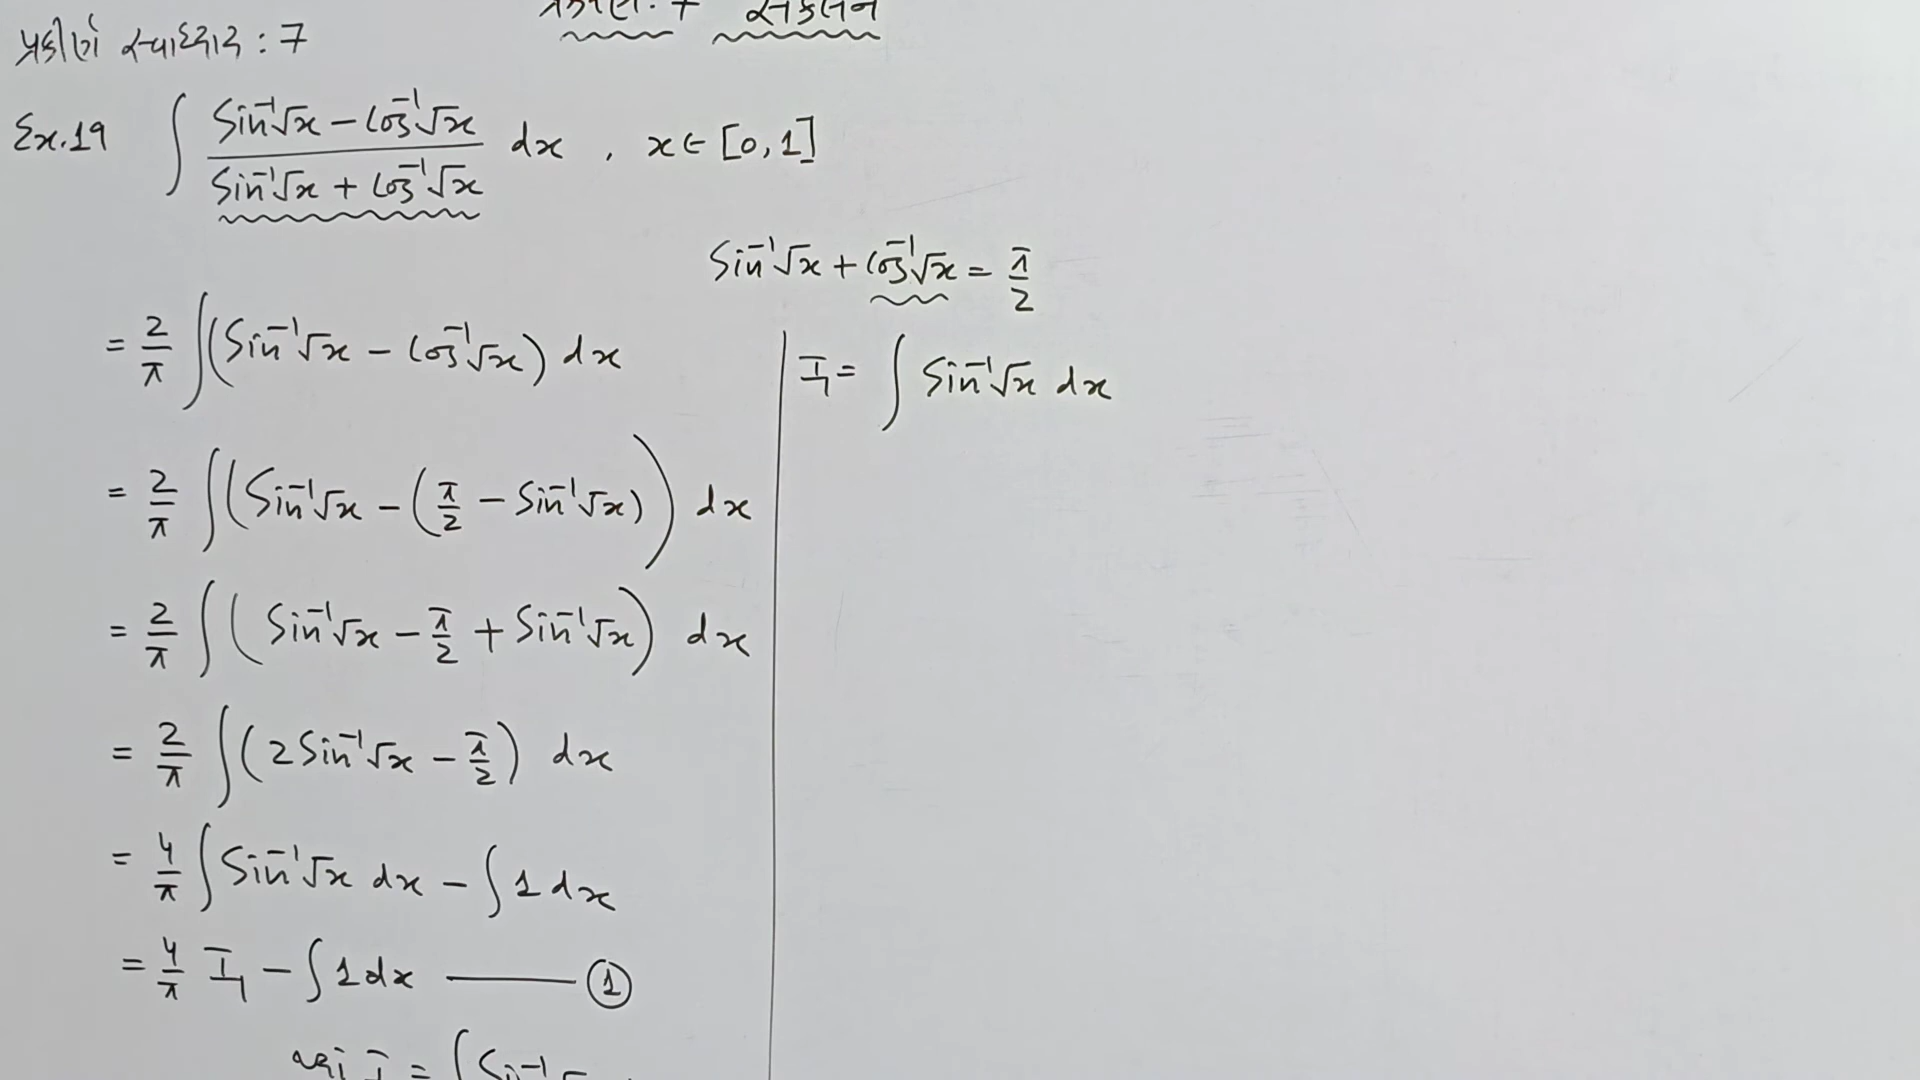 પ્રકીર્ણ સ્વાધ્યાય : 7
સંકલન
Ex.19 ∫ (Sin⁻¹√x − Cos⁻¹√x) / (Sin⁻¹√x + Cos⁻¹√x) dx , x ∈ [0, 1]
Sin⁻¹√x + Cos⁻¹√x = π/2
= 2/π ∫ (Sin⁻¹√x − Cos⁻¹√x) dx
= 2/π ∫ (Sin⁻¹√x − (π/2 − Sin⁻¹√x)) dx
= 2/π ∫ ( Sin⁻¹√x − π/2 + Sin⁻¹√x) dx
= 2/π ∫ (2 Sin⁻¹√x − π/2) dx
= 4/π ∫ Sin⁻¹√x dx − ∫ 1 dx
= 4/π I₁ − ∫ 1 dx —— ①
I₁ = ∫ Sin⁻¹√x dx